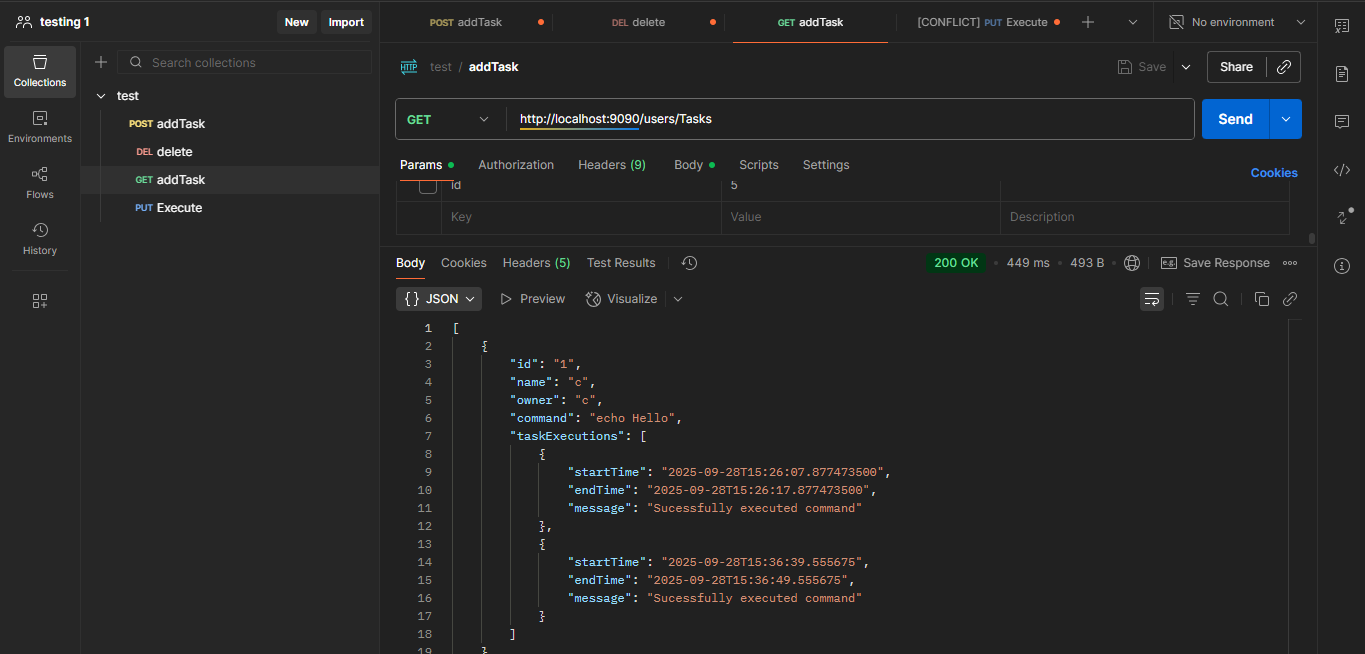 testing 1
New
Import
POST addTask
DEL delete
GET addTask
[CONFLICT] PUT Execute
No environment
Collections
Environments
Flows
History
Search collections
test
POST addTask
DEL delete
GET addTask
PUT Execute
HTTP
test / addTask
Save
Share
GET
http://localhost:9090/users/Tasks
Send
Params
Authorization
Headers (9)
Body
Scripts
Settings
Cookies
id
5
Key
Value
Description
Body
Cookies
Headers (5)
Test Results
200 OK
449 ms
493 B
e.g.
Save Response
{} JSON
Preview
Visualize
1 [
2 {
3 "id": "1",
4 "name": "c",
5 "owner": "c",
6 "command": "echo Hello",
7 "taskExecutions": [
8 {
9 "startTime": "2025-09-28T15:26:07.877473500",
10 "endTime": "2025-09-28T15:26:17.877473500",
11 "message": "Sucessfully executed command"
12 },
13 {
14 "startTime": "2025-09-28T15:36:39.555675",
15 "endTime": "2025-09-28T15:36:49.555675",
16 "message": "Sucessfully executed command"
17 }
18 ]
19 }